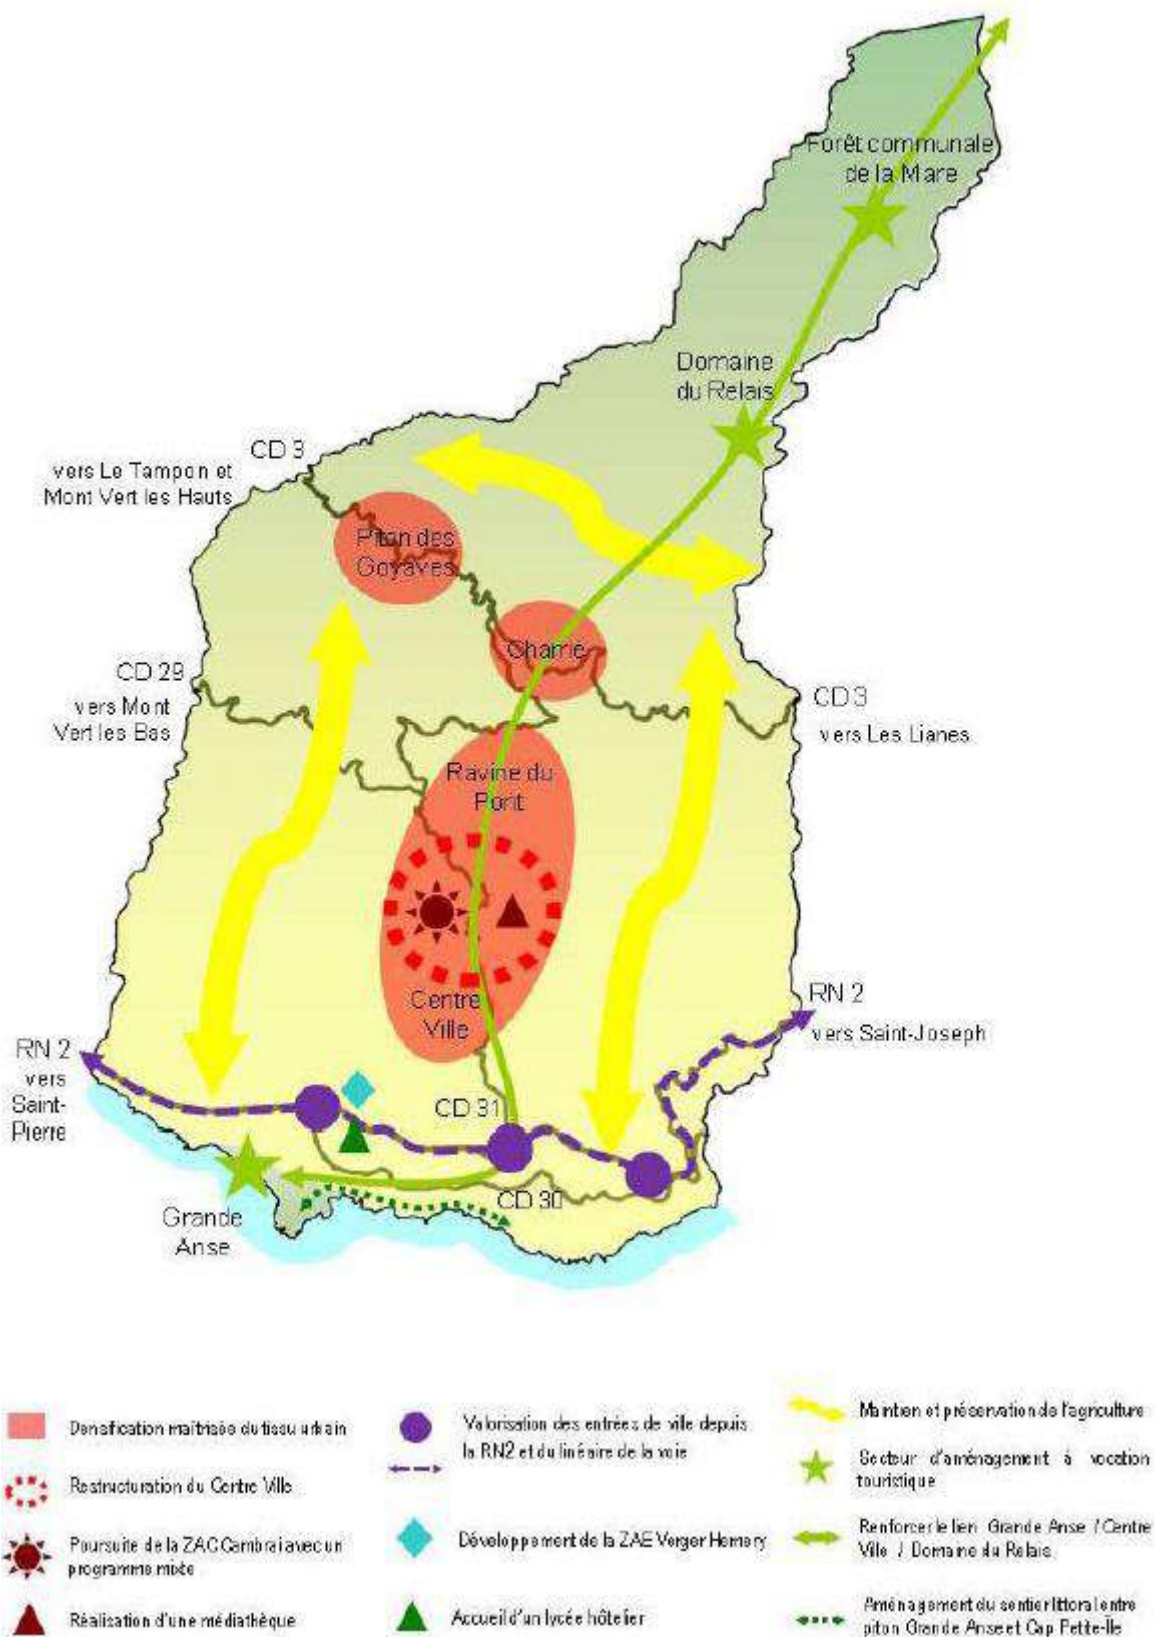 Forêt communale
de la Mare
Domaine
du Relais
CD 3
vers Le Tampon et
Mont Vert les Hauts
Piton des
Goyaves
Charrié
CD 29
vers Mont
Vert les Bas
CD 3
vers Les Lianes
Ravine du
Pont
Centre
Ville
RN 2
vers Saint-Joseph
RN 2
vers
Saint-
Pierre
CD 31
CD 30
Grande
Anse
Densification maîtrisée du tissu urbain
Restructuration du Centre Ville
Poursuite de la ZAC Cambrai avec un
programme mixte
Réalisation d'une médiathèque
Valorisation des entrées de ville depuis
la RN2 et du linéaire de la voie
Développement de la ZAE Verger Hemery
Accueil d'un lycée hôtelier
Maintien et préservation de l'agriculture
Secteur d'aménagement à vocation
touristique
Renforcer le lien Grande Anse / Centre
Ville / Domaine du Relais
Aménagement du sentier littoral entre
piton Grande Anse et Cap Petite-Île